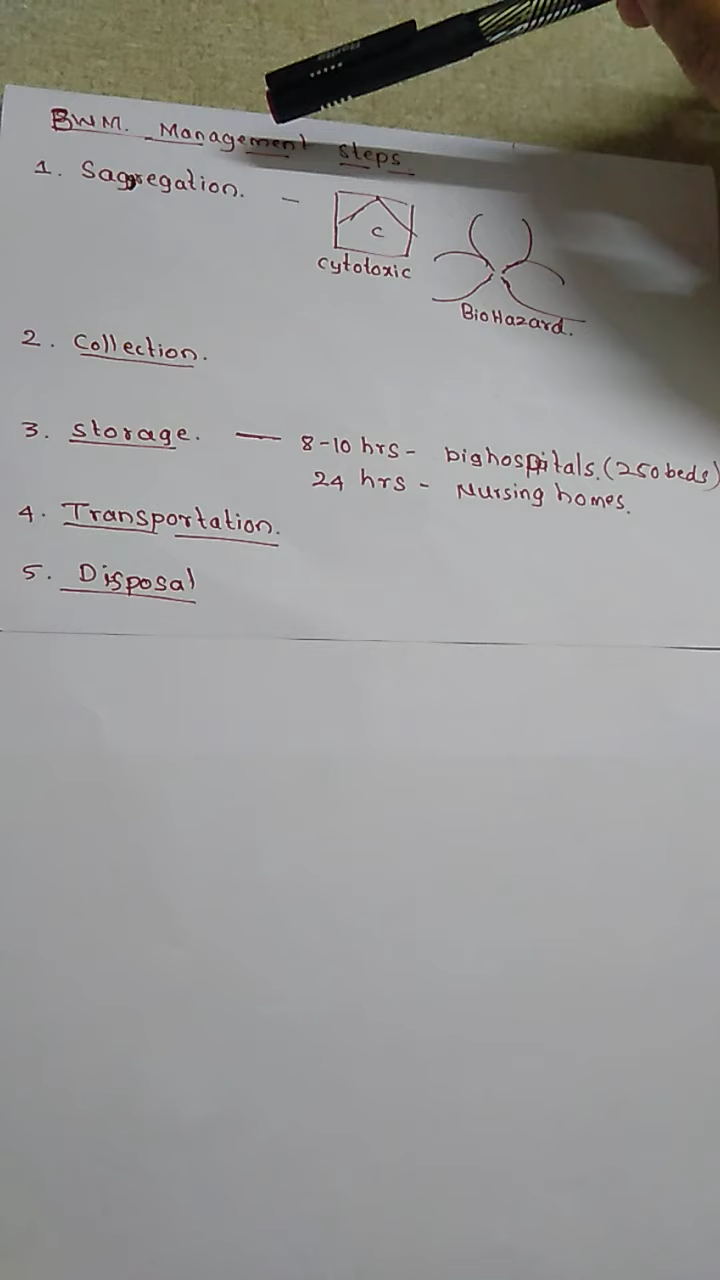 BWM. Management steps
1. Saggregation. -
C
Cytotoxic
BioHazard.
2. Collection.
3. storage. — 8-10 hrs - big hospitals. (250 beds)
24 hrs - Nursing homes.
4. Transportation.
5. Disposal